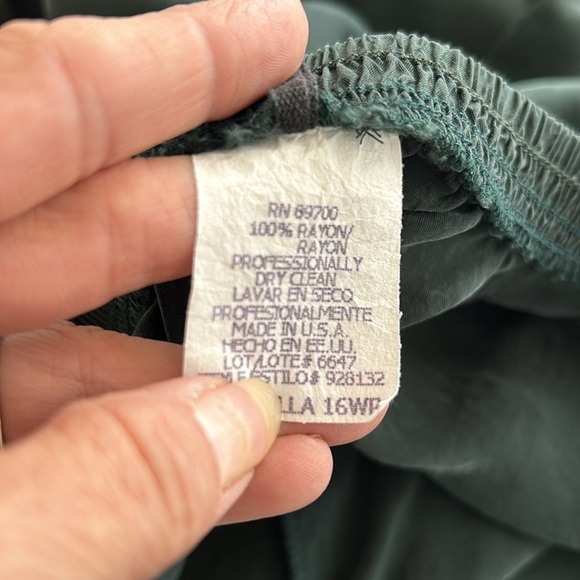 RN 89700
100% RAYON/
RAYON
PROFESSIONALLY
DRY CLEAN
LAVAR EN SECO
PROFESIONALMENTE
MADE IN U.S.A.
HECHO EN EE.UU.
LOT/LOTE# 6647
ESTILO# 928132
16WP